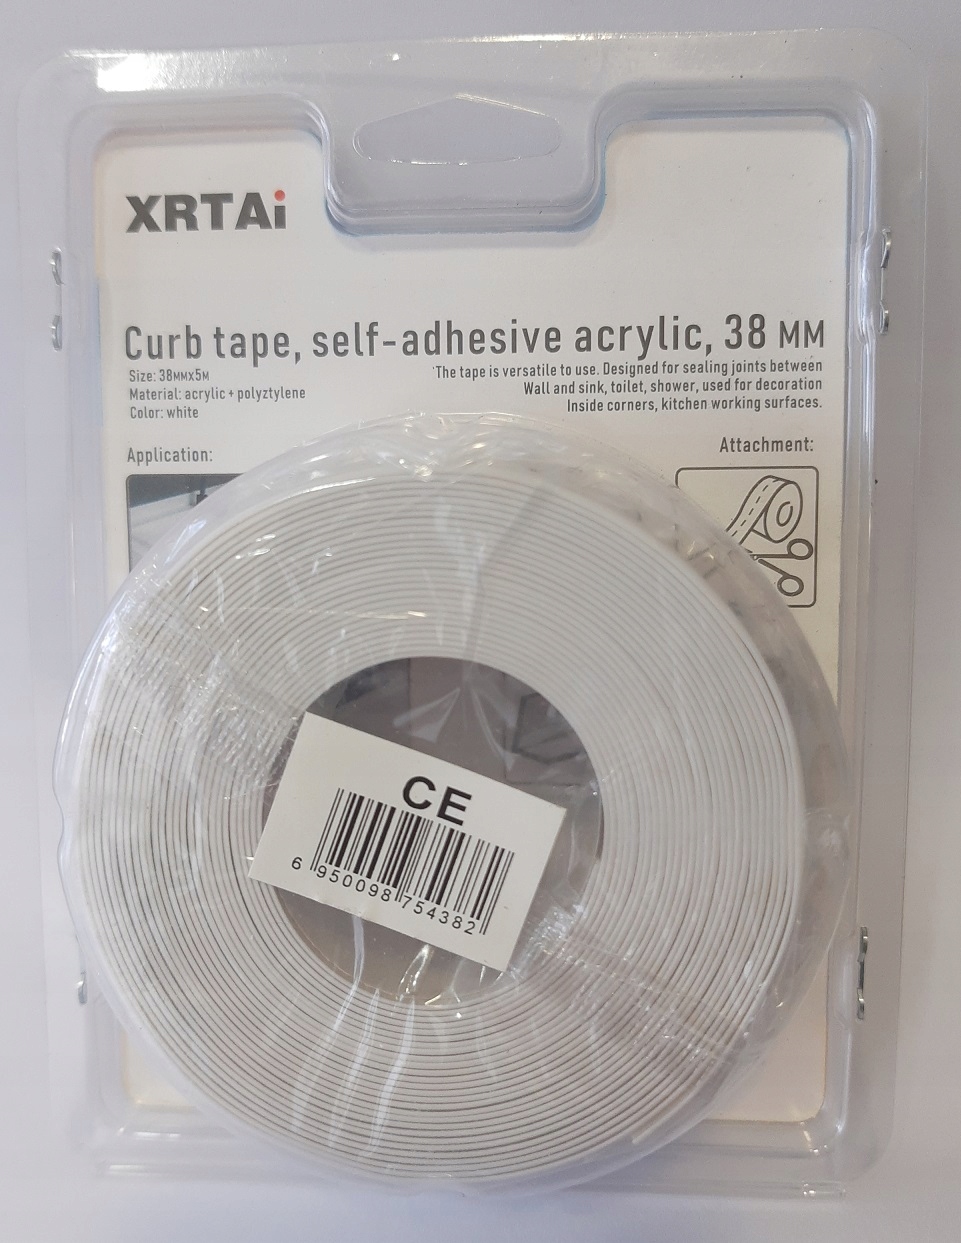 XRTAi
Curb tape, self-adhesive acrylic, 38 MM
Size: 38MMX5M
Material: acrylic + polyztylene
Color: white
'The tape is versatile to use. Designed for sealing joints between
Wall and sink, toilet, shower, used for decoration
Inside corners, kitchen working surfaces.
Application:
Attachment:
CE
6 950098 754382